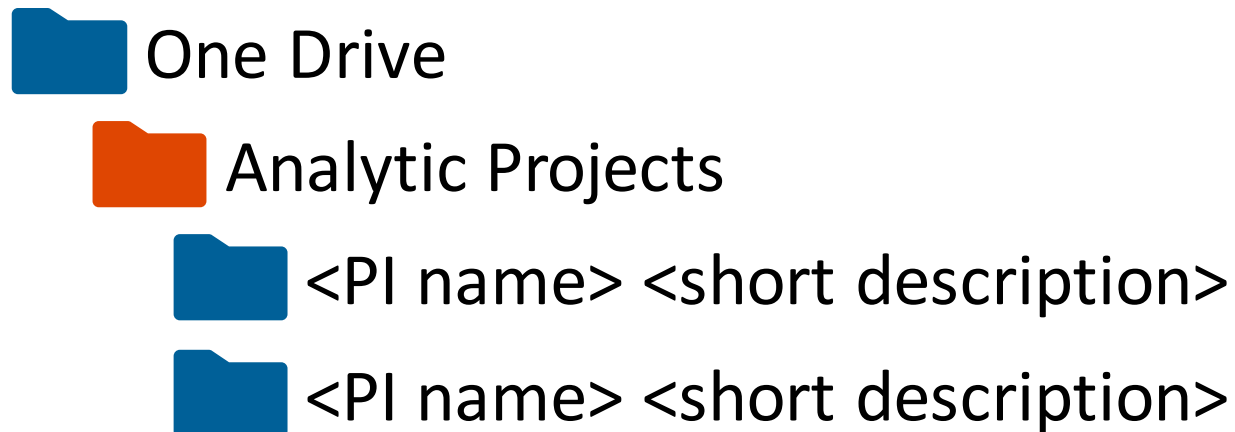 One Drive
Analytic Projects
<PI name> <short description>
<PI name> <short description>